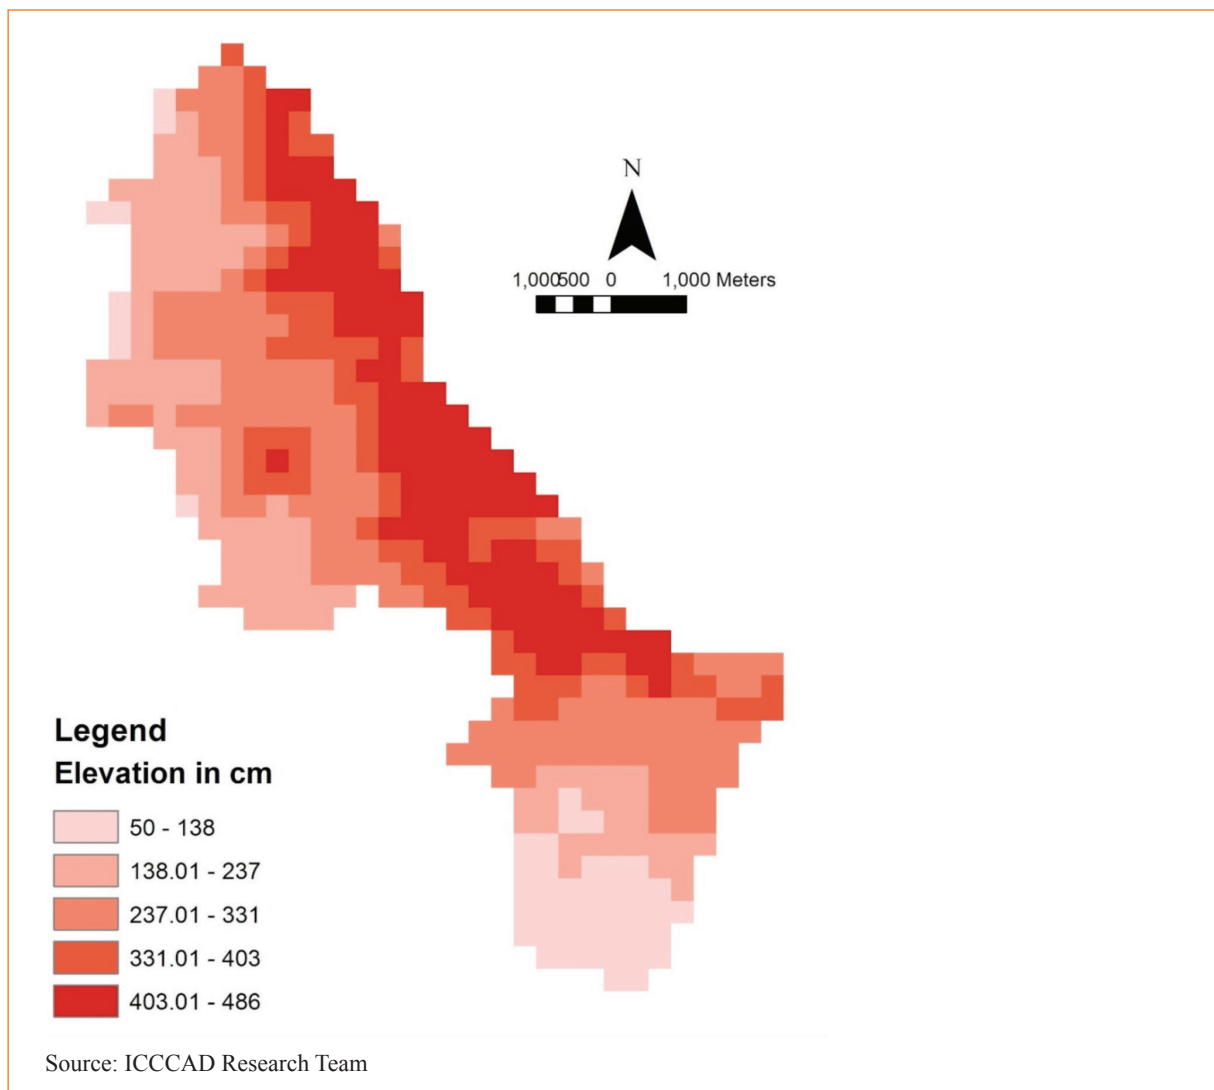 N
1,000500 0 1,000 Meters
Legend
Elevation in cm
50 - 138
138.01 - 237
237.01 - 331
331.01 - 403
403.01 - 486
Source: ICCCAD Research Team